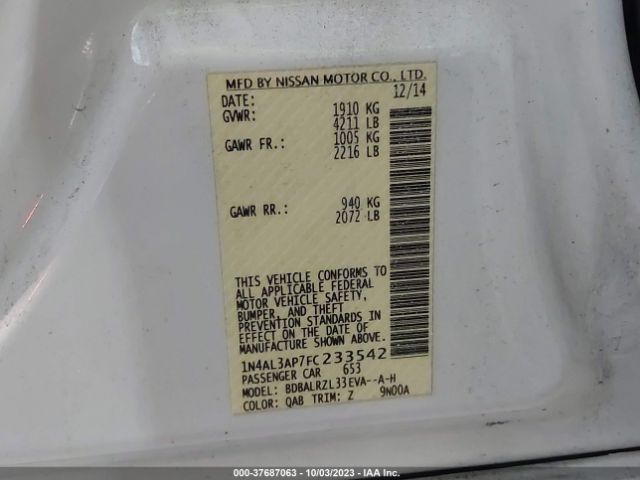 MFD BY NISSAN MOTOR CO., LTD.
DATE: 12/14
GVWR: 1910 KG
4211 LB
GAWR FR.: 1005 KG
2216 LB
GAWR RR.: 940 KG
2072 LB
THIS VEHICLE CONFORMS TO
ALL APPLICABLE FEDERAL
MOTOR VEHICLE SAFETY,
BUMPER, AND THEFT
PREVENTION STANDARDS IN
EFFECT ON THE DATE OF
MANUFACTURE SHOWN ABOVE.
1N4AL3AP7FC233542
PASSENGER CAR 653
MODEL: BDBALRZL33EVA--A-H
COLOR: QAB TRIM: Z 9N00A
000-37687063 | 10/03/2023 | IAA Inc.